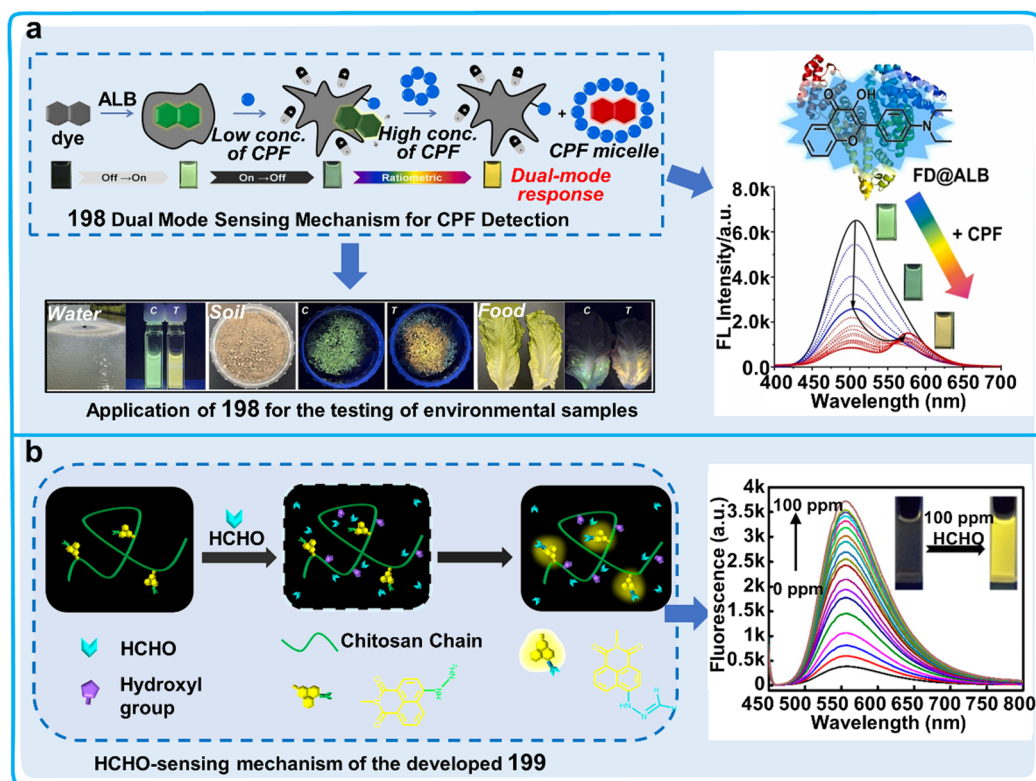 a
ALB
dye
Low conc.
of CPF
High conc.
of CPF
CPF micelle
Off →On
On →Off
Ratiometric
Dual-mode
response
198 Dual Mode Sensing Mechanism for CPF Detection
Water
C
T
Soil
C
T
Food
C
T
Application of 198 for the testing of environmental samples
O
OH
O
O
N
FD@ALB
+ CPF
FL Intensity/a.u.
8.0k
6.0k
4.0k
2.0k
0.0
400 450 500 550 600 650 700
Wavelength (nm)
b
HCHO
HCHO
Hydroxyl
group
Chitosan Chain
O
N
O
HN
NH₂
O
N
O
HN
N
H
HCHO-sensing mechanism of the developed 199
Fluorescence (a.u.)
4k
3.5k
3k
2.5k
2k
1.5k
1k
0.5k
0
100 ppm
0 ppm
100 ppm
HCHO
450 500 550 600 650 700 750 800
Wavelength (nm)